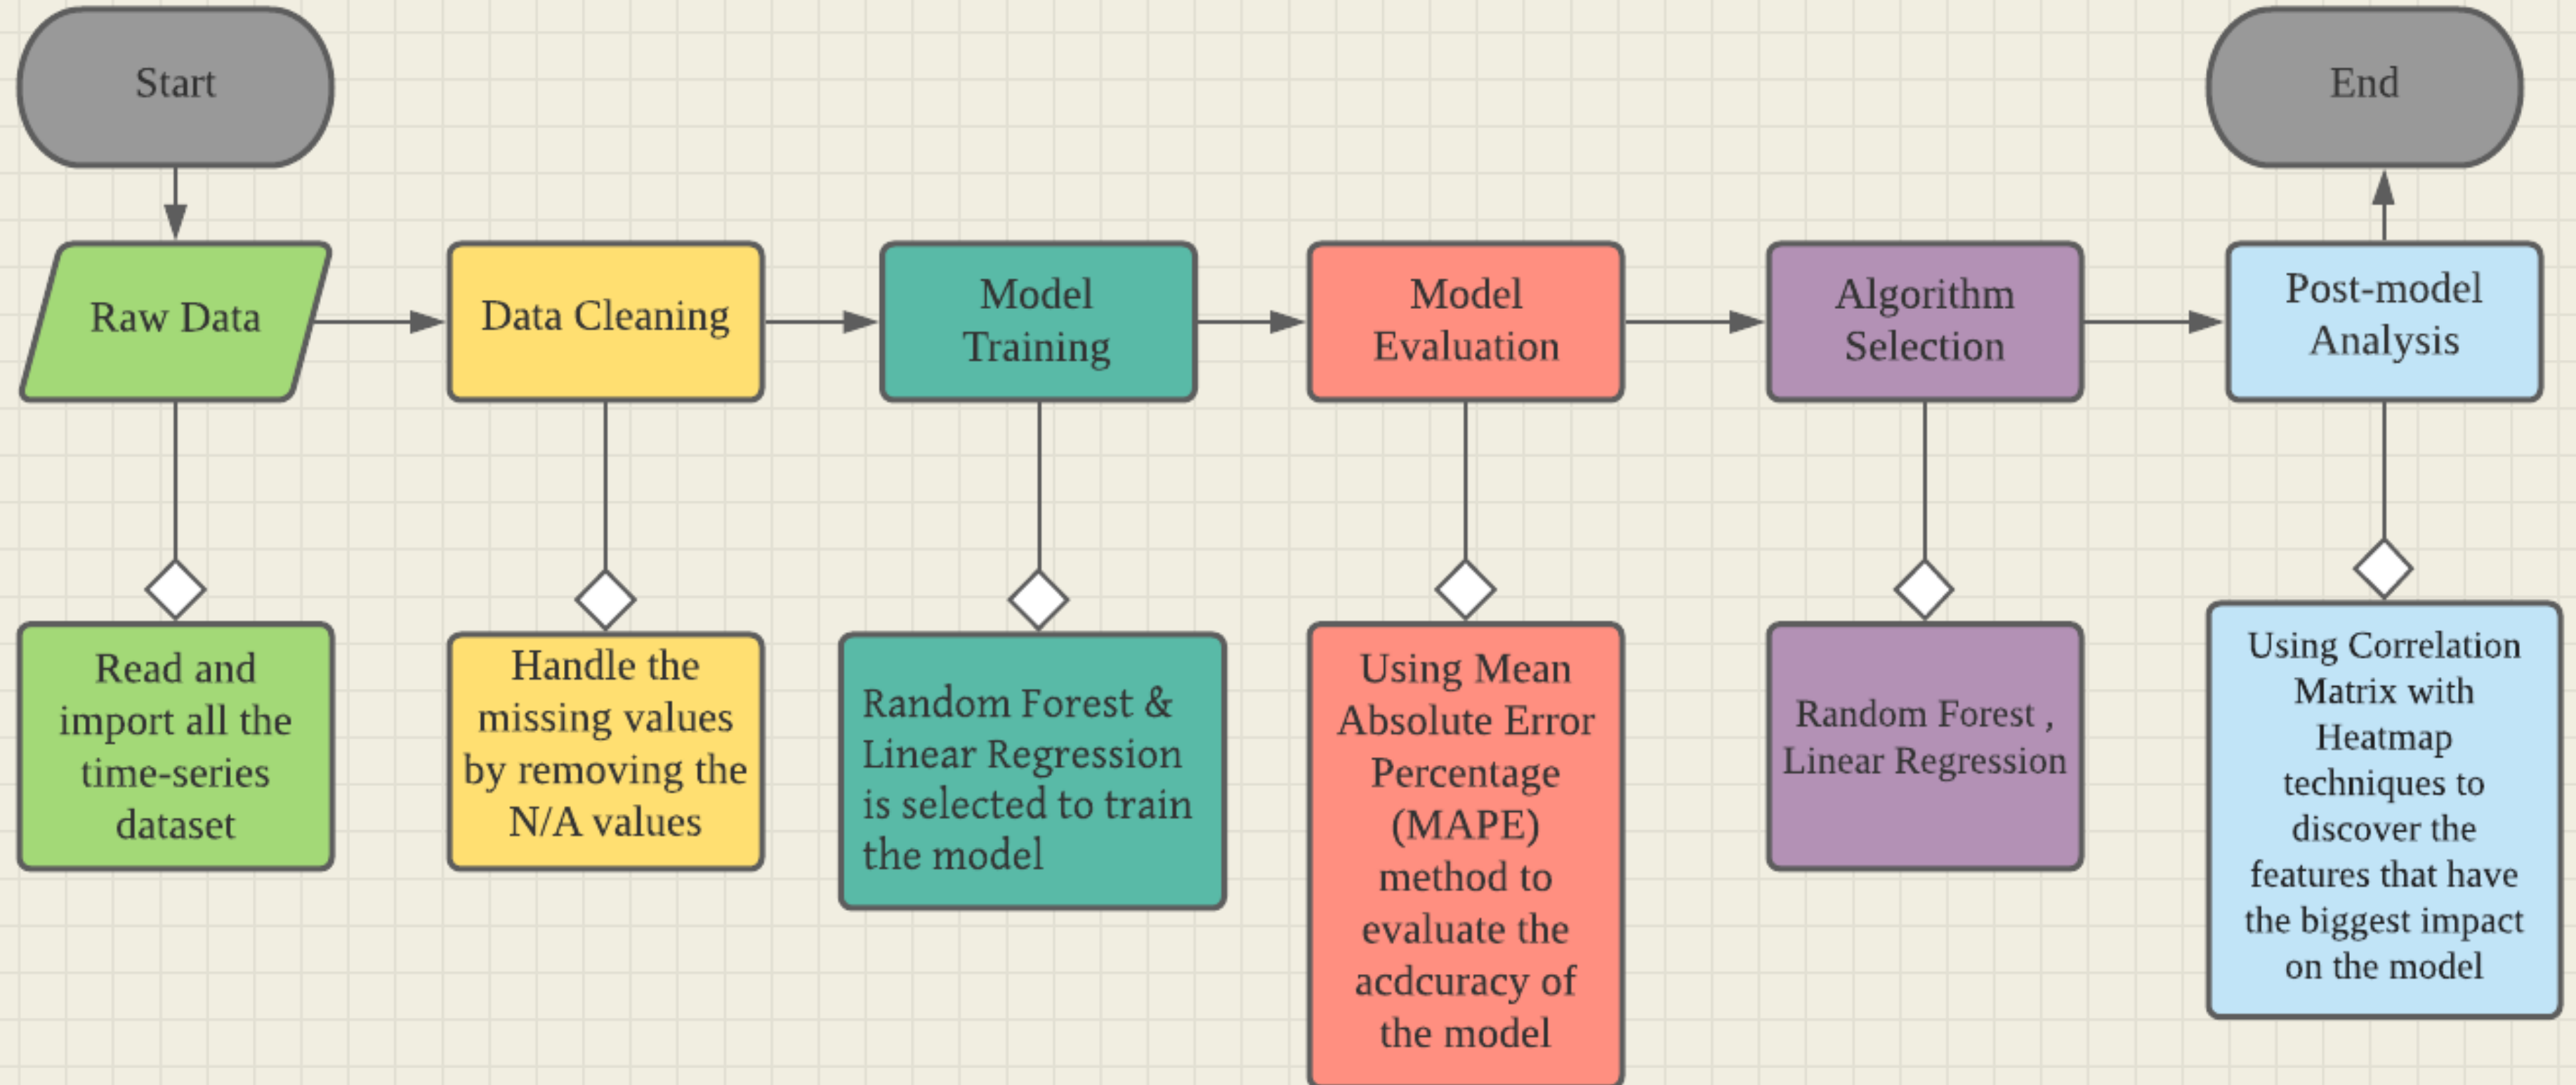 Start
End
Raw Data
Data Cleaning
Model
Training
Model
Evaluation
Algorithm
Selection
Post-model
Analysis
Read and
import all the
time-series
dataset
Handle the
missing values
by removing the
N/A values
Random Forest &
Linear Regression
is selected to train
the model
Using Mean
Absolute Error
Percentage
(MAPE)
method to
evaluate the
acdcuracy of
the model
Random Forest ,
Linear Regression
Using Correlation
Matrix with
Heatmap
techniques to
discover the
features that have
the biggest impact
on the model